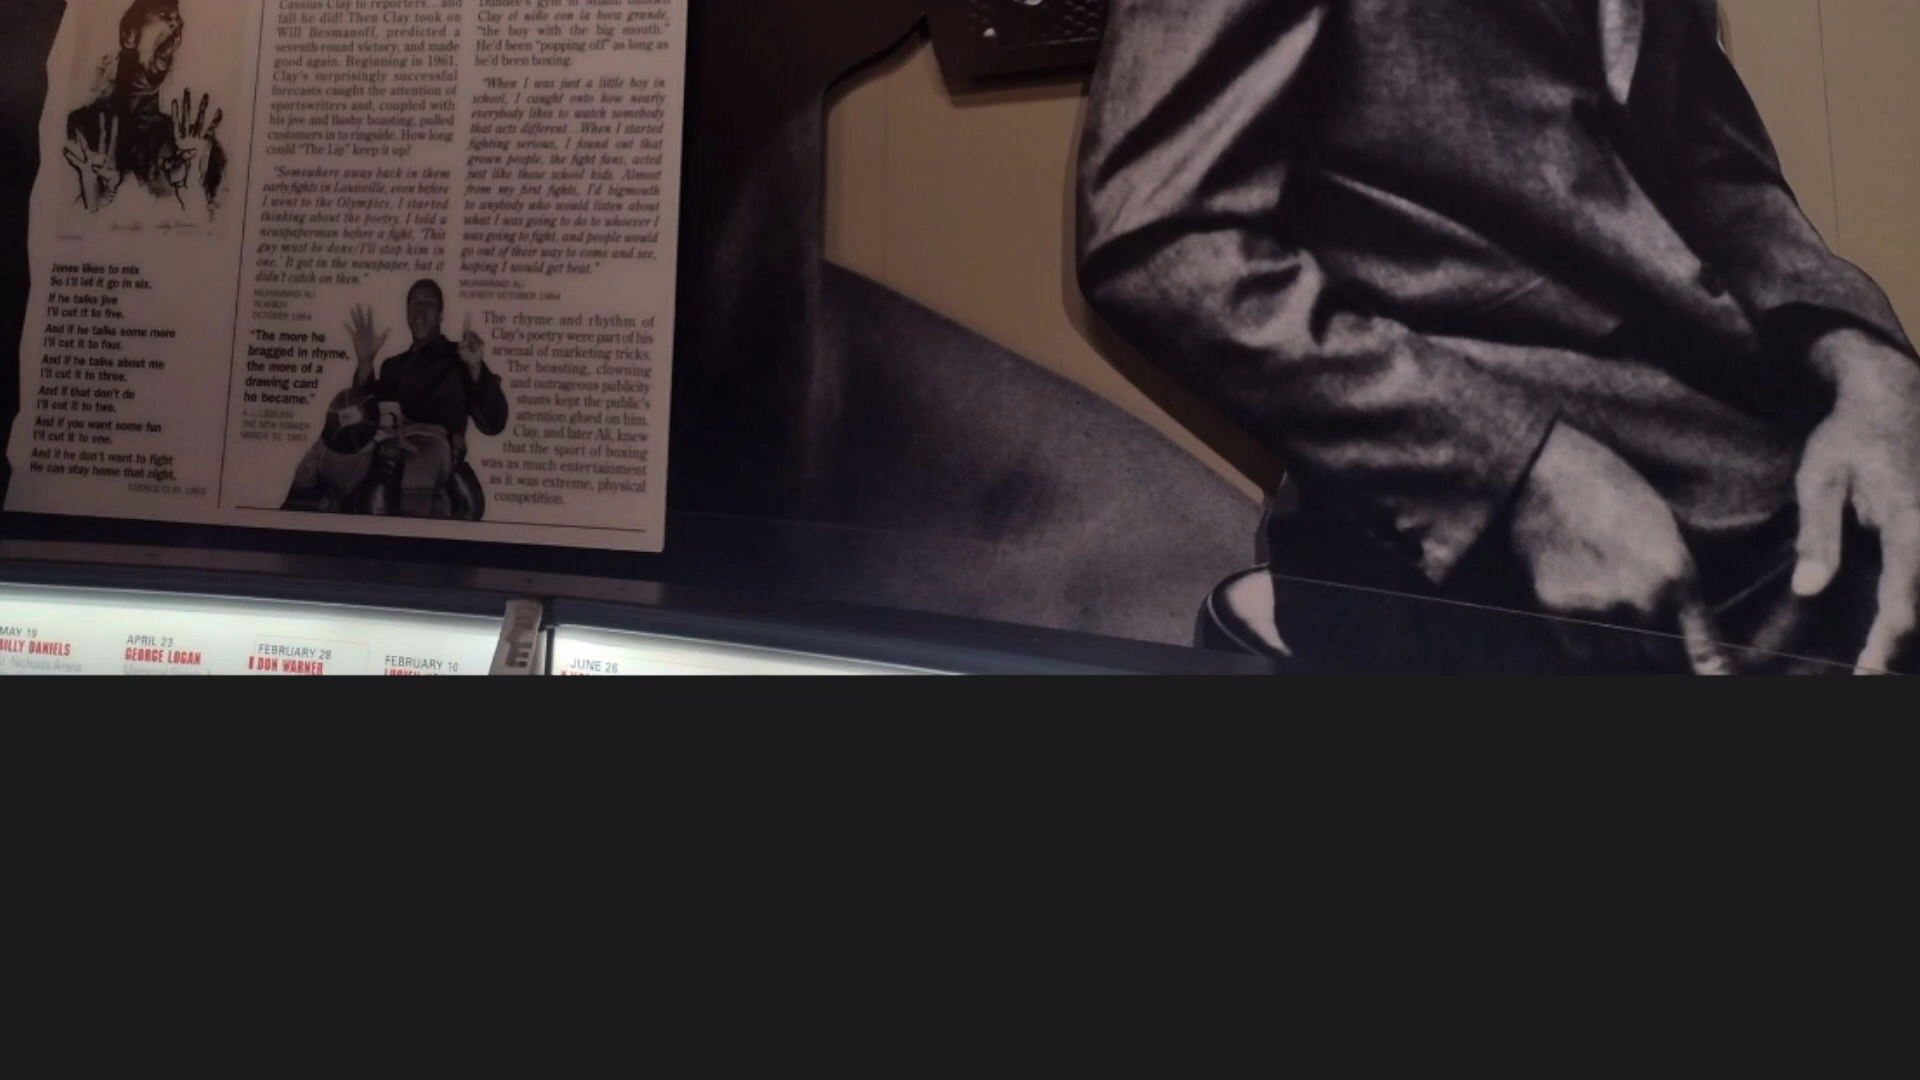 Jones likes to mix
So I'll let it go in six.
If he talks jive
I'll cut it to five.
And if he talks some more
I'll cut it to four.
And if he talks about me
I'll cut it to three.
And if that don't do
I'll cut it to two.
And if you want some fun
I'll cut it to one.
And if he don't want to fight
He can stay home that night.
CASSIUS CLAY, 1963
Cassius Clay to reporters...and
fall he did! Then Clay took on
Will Besmanoff, predicted a
seventh-round victory, and made
good again. Beginning in 1961,
Clay's surprisingly successful
forecasts caught the attention of
sportswriters and, coupled with
his jive and flashy boasting, pulled
customers in to ringside. How long
could "The Lip" keep it up?
"Somewhere away back in them
early fights in Louisville, even before
I went to the Olympics, I started
thinking about the poetry. I told a
newspaperman before a fight, 'This
guy must be done/I'll stop him in
one.' It got in the newspaper, but it
didn't catch on then."
MUHAMMAD ALI
PLAYBOY
OCTOBER 1964
"The more he
bragged in rhyme,
the more of a
drawing card
he became."
A. J. LIEBLING
THE NEW YORKER
MARCH 30, 1963
Dundee's gym in Miami dubbed
Clay el niño con la boca grande,
"the boy with the big mouth."
He'd been "popping off" as long as
he'd been boxing.
"When I was just a little boy in
school, I caught onto how nearly
everybody likes to watch somebody
that acts different...When I started
fighting serious, I found out that
grown people, the fight fans, acted
just like those school kids. Almost
from my first fights, I'd bigmouth
to anybody who would listen about
what I was going to do to whoever I
was going to fight, and people would
go out of their way to come and see,
hoping I would get beat."
MUHAMMAD ALI
PLAYBOY OCTOBER 1964
The rhyme and rhythm of
Clay's poetry were part of his
arsenal of marketing tricks.
The boasting, clowning
and outrageous publicity
stunts kept the public's
attention glued on him.
Clay, and later Ali, knew
that the sport of boxing
was as much entertainment
as it was extreme, physical
competition.
MAY 19
BILLY DANIELS
St. Nicholas Arena
APRIL 23
GEORGE LOGAN
FEBRUARY 28
DON WARNER
FEBRUARY 10
JUNE 26